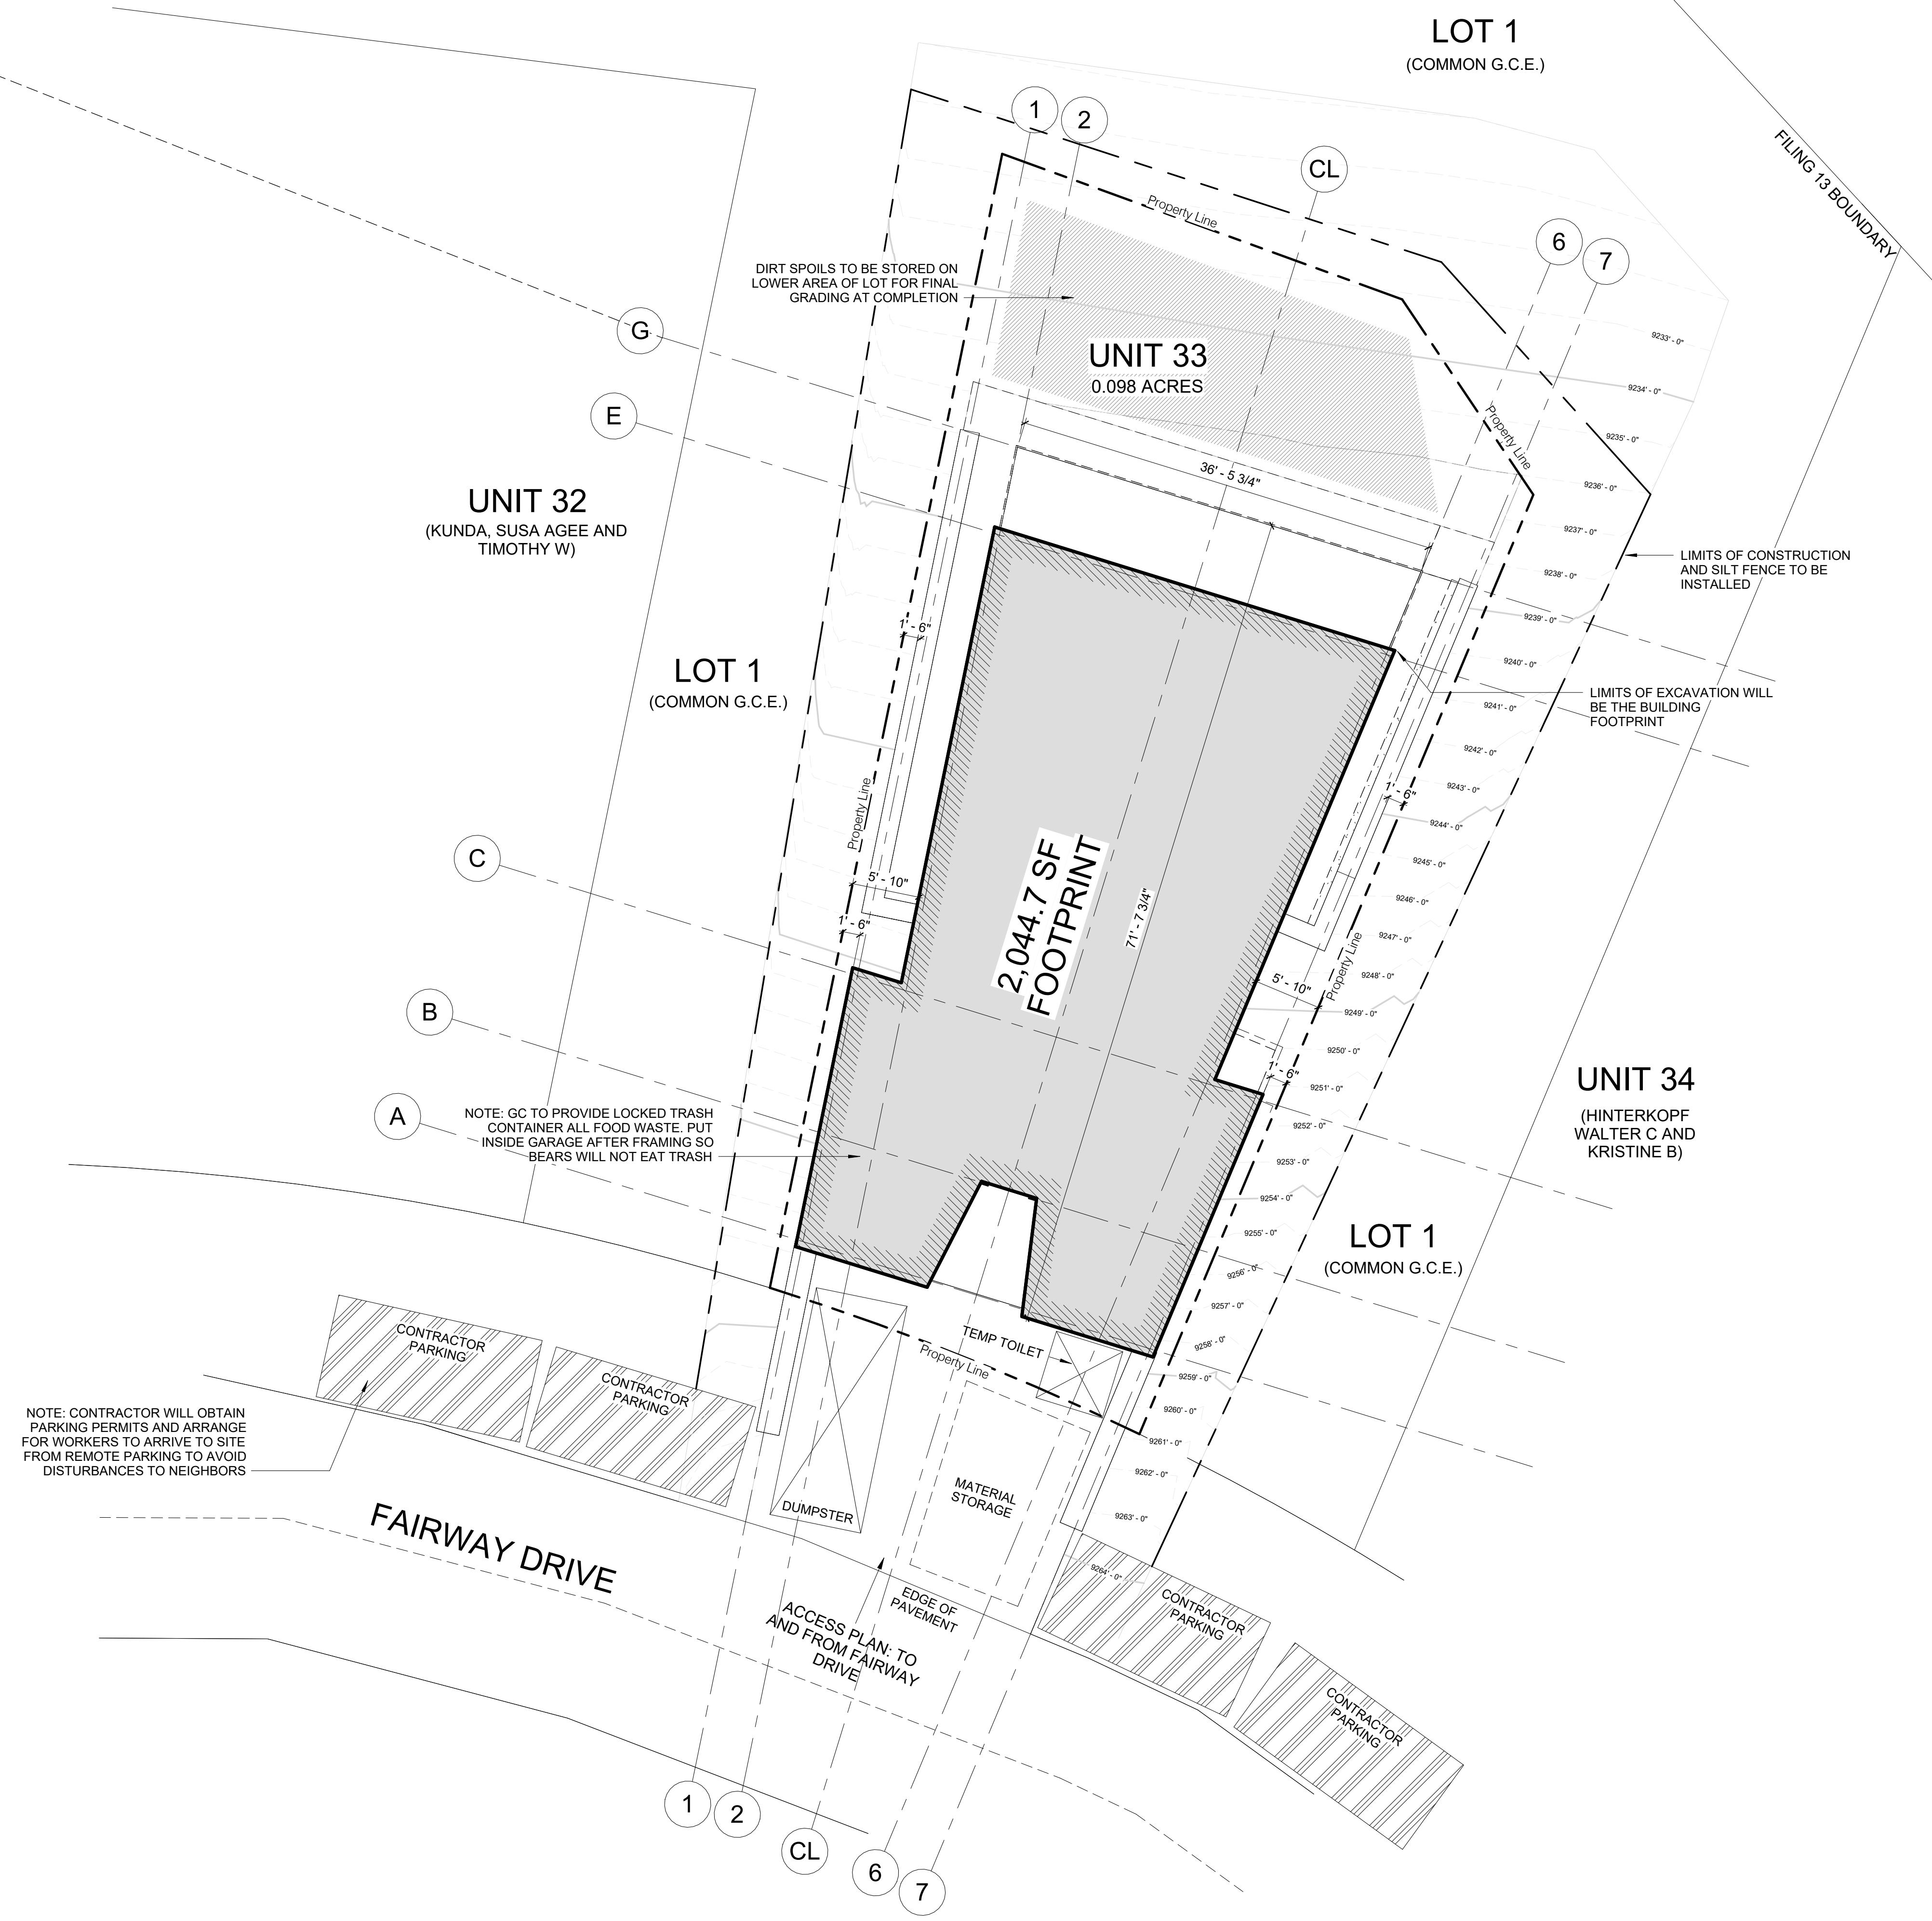 LOT 1
(COMMON G.C.E.)
FILING 13 BOUNDARY
1
2
CL
6
7
Property Line
DIRT SPOILS TO BE STORED ON
LOWER AREA OF LOT FOR FINAL
GRADING AT COMPLETION
G
UNIT 33
0.098 ACRES
9233' - 0"
9234' - 0"
E
Property Line
9235' - 0"
36' - 5 3/4"
9236' - 0"
UNIT 32
(KUNDA, SUSA AGEE AND
TIMOTHY W)
9237' - 0"
LIMITS OF CONSTRUCTION
AND SILT FENCE TO BE
INSTALLED
9238' - 0"
9239' - 0"
1' - 6"
9240' - 0"
LOT 1
(COMMON G.C.E.)
LIMITS OF EXCAVATION WILL
BE THE BUILDING
FOOTPRINT
9241' - 0"
9242' - 0"
9243' - 0"
1' - 6"
Property Line
9244' - 0"
C
9245' - 0"
5' - 10"
9246' - 0"
1' - 6"
2,044.7 SF
FOOTPRINT
71' - 7 3/4"
9247' - 0"
Property Line
9248' - 0"
5' - 10"
B
9249' - 0"
9250' - 0"
1' - 6"
9251' - 0"
UNIT 34
(HINTERKOPF
WALTER C AND
KRISTINE B)
A
NOTE: GC TO PROVIDE LOCKED TRASH
CONTAINER ALL FOOD WASTE. PUT
INSIDE GARAGE AFTER FRAMING SO
BEARS WILL NOT EAT TRASH
9252' - 0"
9253' - 0"
9254' - 0"
9255' - 0"
LOT 1
(COMMON G.C.E.)
9256' - 0"
9257' - 0"
CONTRACTOR
PARKING
TEMP TOILET
9258' - 0"
Property Line
9259' - 0"
CONTRACTOR
PARKING
9260' - 0"
NOTE: CONTRACTOR WILL OBTAIN
PARKING PERMITS AND ARRANGE
FOR WORKERS TO ARRIVE TO SITE
FROM REMOTE PARKING TO AVOID
DISTURBANCES TO NEIGHBORS
9261' - 0"
9262' - 0"
MATERIAL
STORAGE
DUMPSTER
9263' - 0"
FAIRWAY DRIVE
9264' - 0"
EDGE OF
PAVEMENT
ACCESS PLAN: TO
AND FROM FAIRWAY
DRIVE
CONTRACTOR
PARKING
CONTRACTOR
PARKING
1
2
CL
6
7